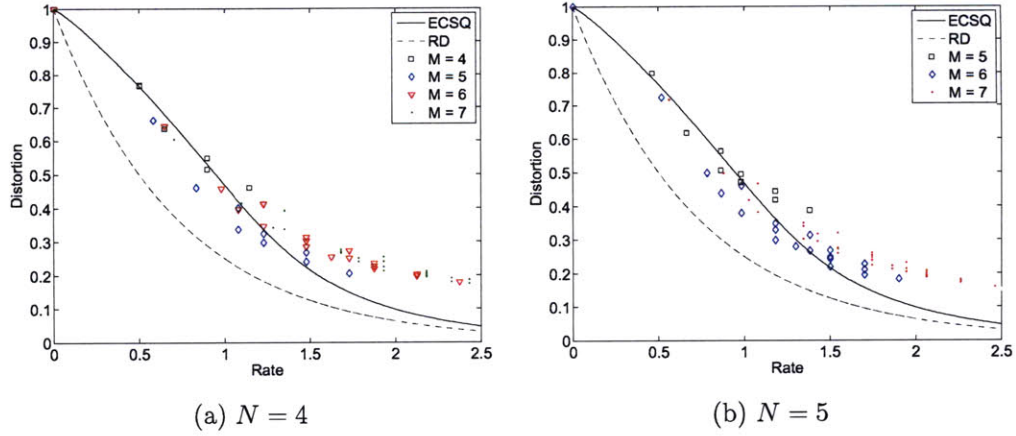 1
0.9
0.8
0.7
0.6
0.5
0.4
0.3
0.2
0.1
0
Distortion
0 0.5 1 1.5 2 2.5
Rate
ECSQ
RD
M = 4
M = 5
M = 6
M = 7
(a) N = 4
1
0.9
0.8
0.7
0.6
0.5
0.4
0.3
0.2
0.1
0
Distortion
0 0.5 1 1.5 2 2.5
Rate
ECSQ
RD
M = 5
M = 6
M = 7
(b) N = 5